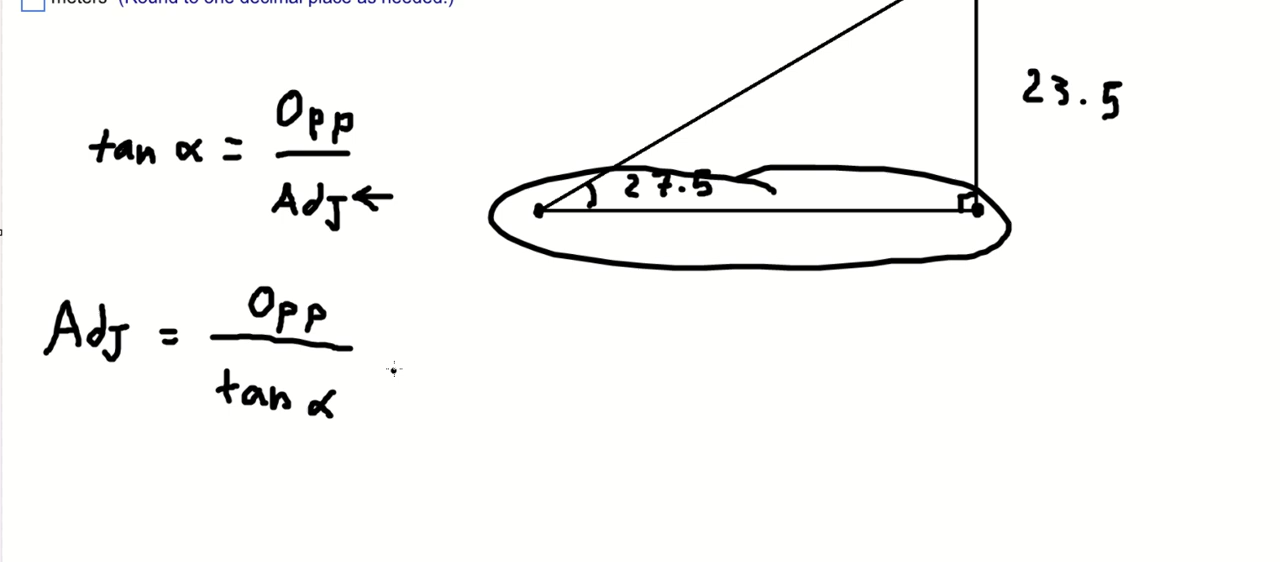 meters (Round to one decimal place as needed.)
23.5
tan α = Opp / Adj ←
27.5
Adj = Opp / tan α